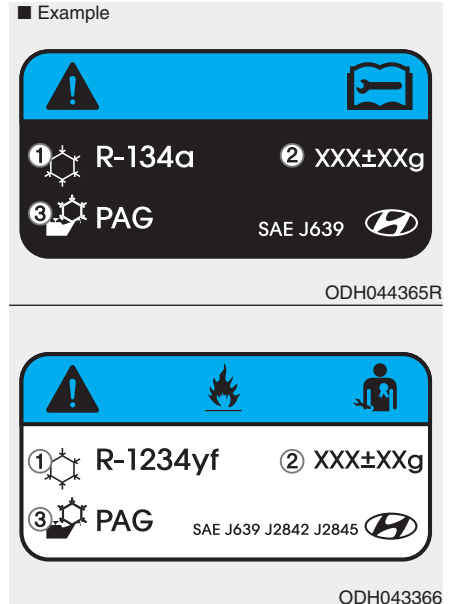 ■ Example
① R-134a ② XXX±XXg
③ PAG SAE J639
ODH044365R
① R-1234yf ② XXX±XXg
③ PAG SAE J639 J2842 J2845
ODH043366